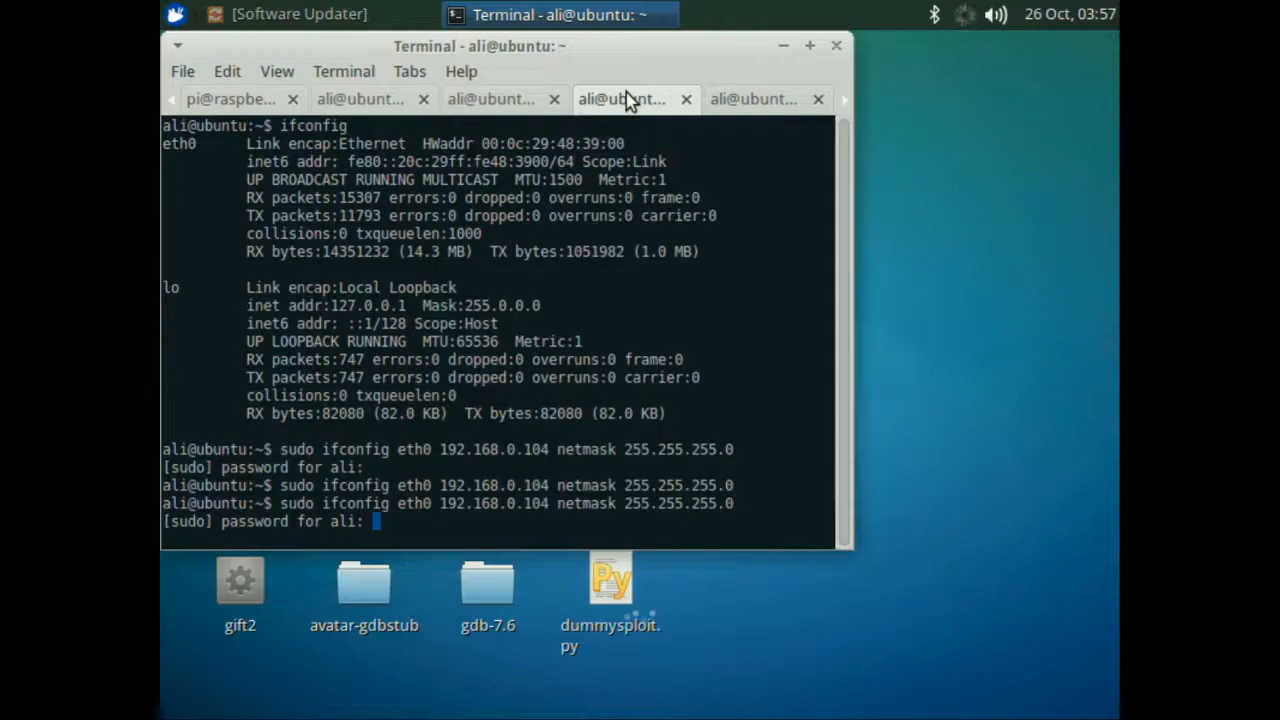 [Software Updater]
Terminal - ali@ubuntu: ~
26 Oct, 03:57
Terminal - ali@ubuntu: ~
File Edit View Terminal Tabs Help
pi@raspbe... ali@ubunt... ali@ubunt... ali@ubunt... ali@ubunt...
ali@ubuntu:~$ ifconfig
eth0 Link encap:Ethernet HWaddr 00:0c:29:48:39:00
inet6 addr: fe80::20c:29ff:fe48:3900/64 Scope:Link
UP BROADCAST RUNNING MULTICAST MTU:1500 Metric:1
RX packets:15307 errors:0 dropped:0 overruns:0 frame:0
TX packets:11793 errors:0 dropped:0 overruns:0 carrier:0
collisions:0 txqueuelen:1000
RX bytes:14351232 (14.3 MB) TX bytes:1051982 (1.0 MB)
lo Link encap:Local Loopback
inet addr:127.0.0.1 Mask:255.0.0.0
inet6 addr: ::1/128 Scope:Host
UP LOOPBACK RUNNING MTU:65536 Metric:1
RX packets:747 errors:0 dropped:0 overruns:0 frame:0
TX packets:747 errors:0 dropped:0 overruns:0 carrier:0
collisions:0 txqueuelen:0
RX bytes:82080 (82.0 KB) TX bytes:82080 (82.0 KB)
ali@ubuntu:~$ sudo ifconfig eth0 192.168.0.104 netmask 255.255.255.0
[sudo] password for ali:
ali@ubuntu:~$ sudo ifconfig eth0 192.168.0.104 netmask 255.255.255.0
ali@ubuntu:~$ sudo ifconfig eth0 192.168.0.104 netmask 255.255.255.0
[sudo] password for ali:
Py
gift2
avatar-gdbstub
gdb-7.6
dummysploit.
py